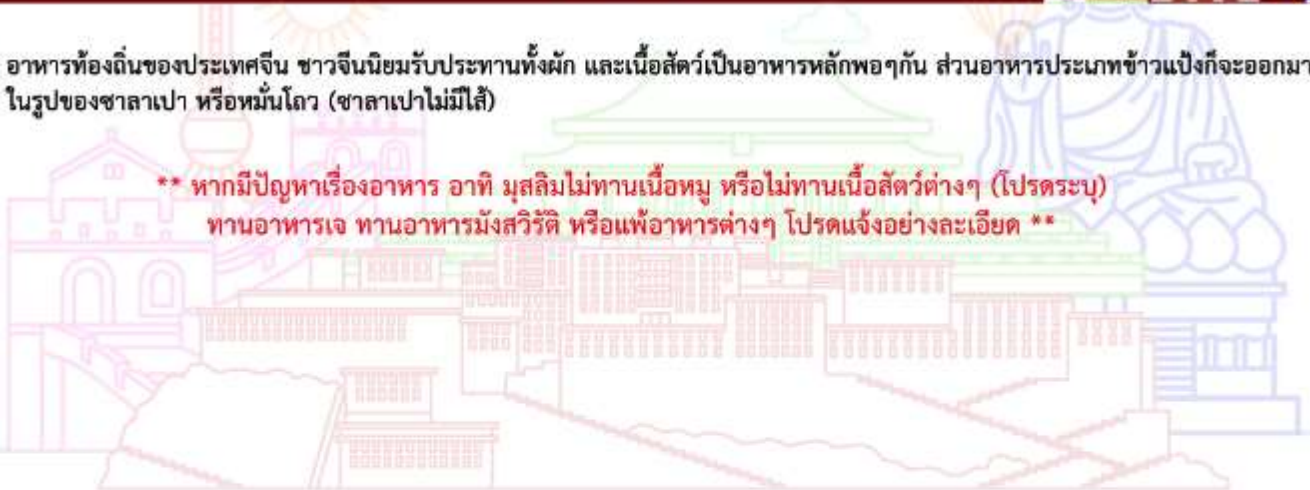 อาหารท้องถิ่นของประเทศจีน ชาวจีนนิยมรับประทานทั้งผัก และเนื้อสัตว์เป็นอาหารหลักพอๆกัน ส่วนอาหารประเภทข้าวแป้งก็จะออกมา
ในรูปของซาลาเปา หรือหมั่นโถว (ซาลาเปาไม่มีไส้)
** หากมีปัญหาเรื่องอาหาร อาทิ มุสลิมไม่ทานเนื้อหมู หรือไม่ทานเนื้อสัตว์ต่างๆ (โปรดระบุ)
ทานอาหารเจ ทานอาหารมังสวิรัติ หรือแพ้อาหารต่างๆ โปรดแจ้งอย่างละเอียด **